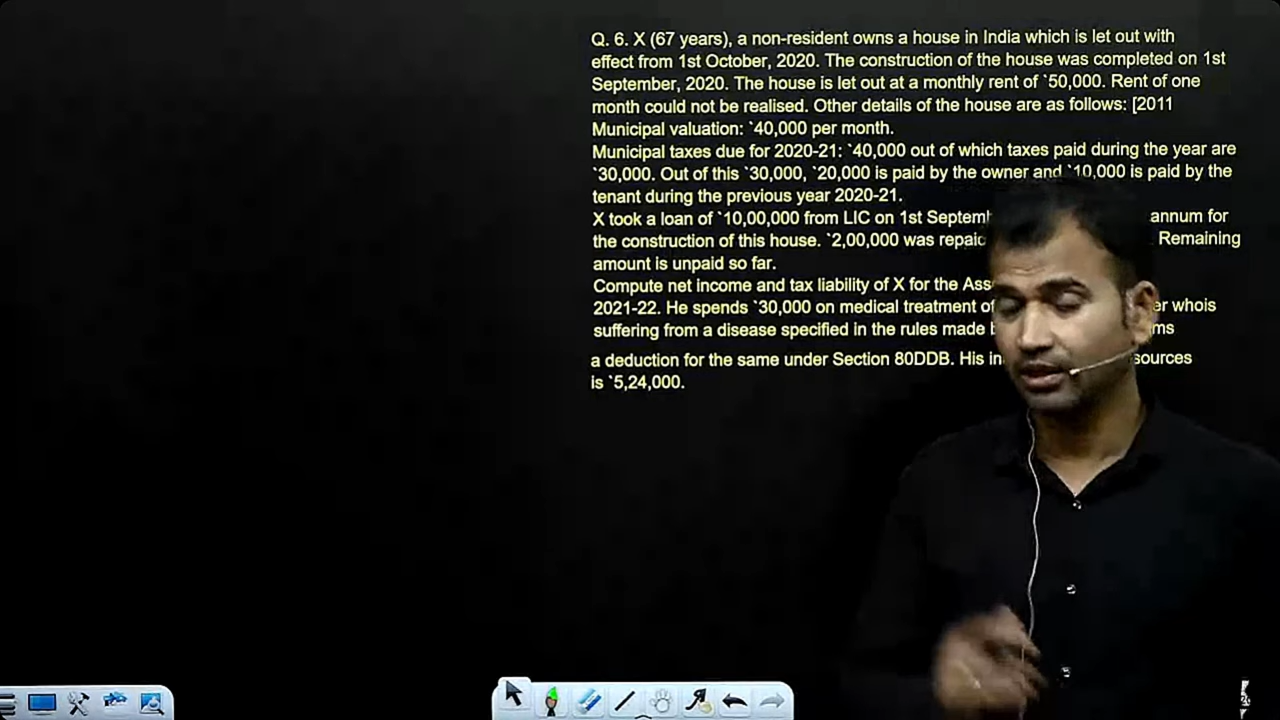 Q. 6. X (67 years), a non-resident owns a house in India which is let out with
effect from 1st October, 2020. The construction of the house was completed on 1st
September, 2020. The house is let out at a monthly rent of `50,000. Rent of one
month could not be realised. Other details of the house are as follows: [2011
Municipal valuation: `40,000 per month.
Municipal taxes due for 2020-21: `40,000 out of which taxes paid during the year are
`30,000. Out of this `30,000, `20,000 is paid by the owner and `10,000 is paid by the
tenant during the previous year 2020-21.
X took a loan of `10,00,000 from LIC on 1st annum for
the construction of this house. `2,00,000 was Remaining
amount is unpaid so far.
Compute net income and tax liability of X for the
2021-22. He spends `30,000 on medical treatment whois
suffering from a disease specified in the rules made
a deduction for the same under Section 80DDB. His sources
is `5,24,000.